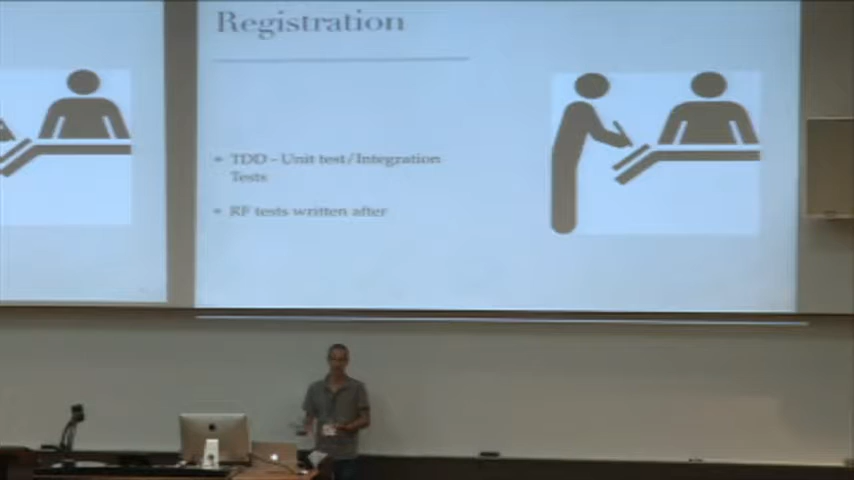 Registration
TDD - Unit test/Integration
Tests
RF tests written after